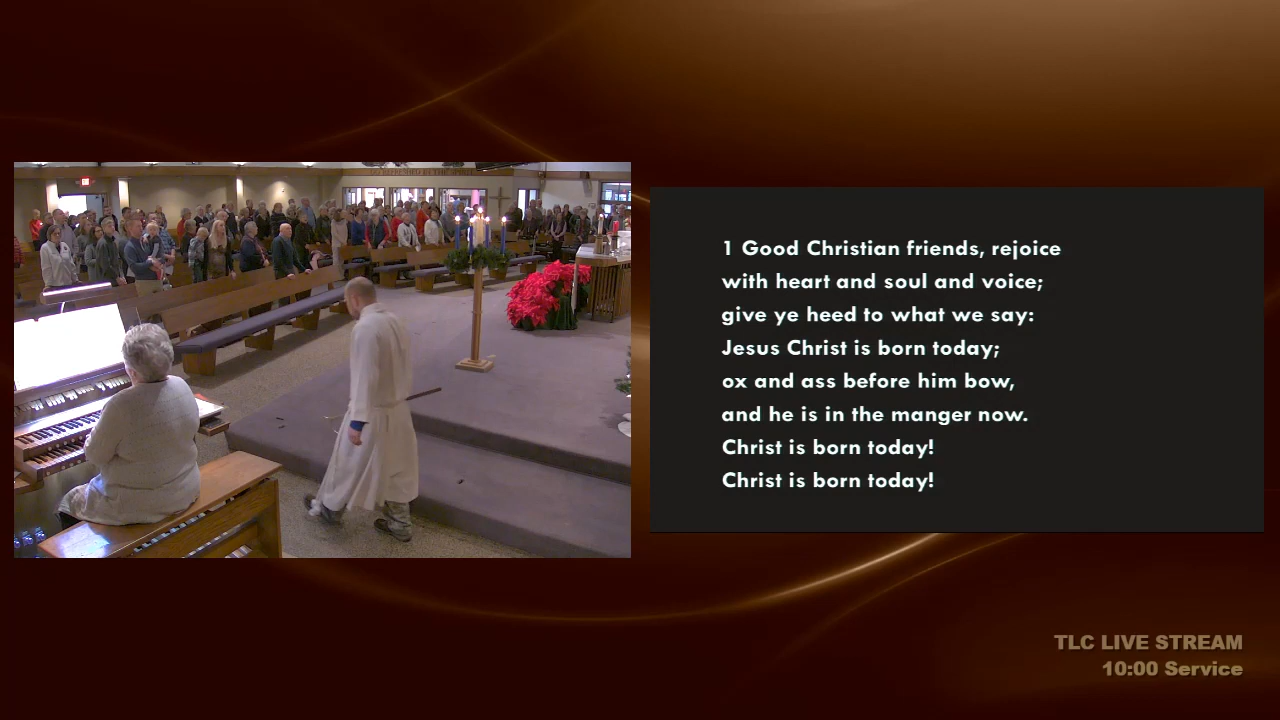 1 Good Christian friends, rejoice
with heart and soul and voice;
give ye heed to what we say:
Jesus Christ is born today;
ox and ass before him bow,
and he is in the manger now.
Christ is born today!
Christ is born today!
TLC LIVE STREAM
10:00 Service